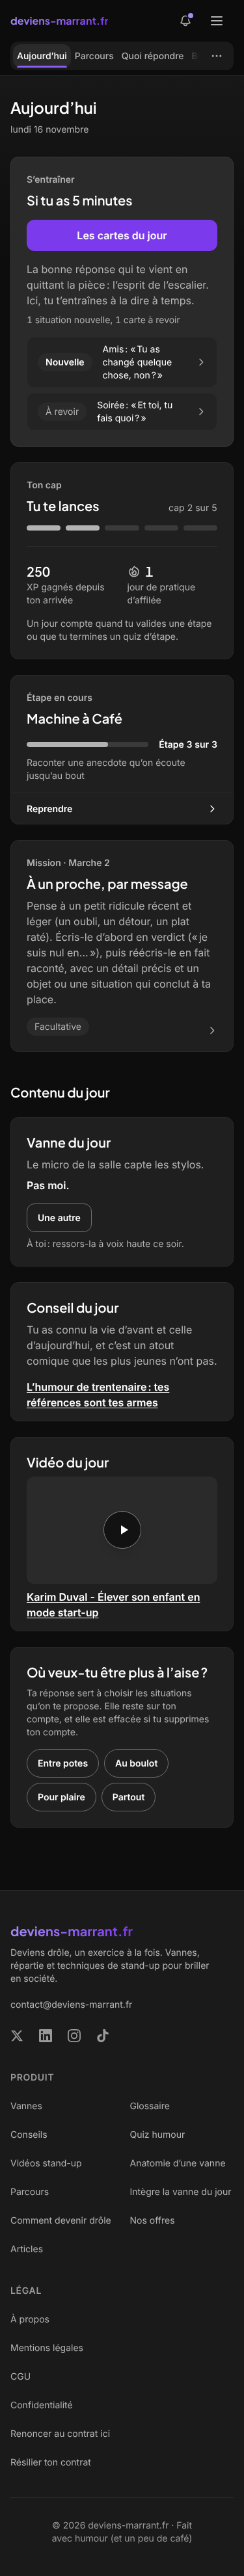 deviens-marrant.fr
Aujourd'hui Parcours Quoi répondre
Aujourd'hui
lundi 16 novembre
S'entraîner
Si tu as 5 minutes
Les cartes du jour
La bonne réponse qui te vient en
quittant la pièce : l'esprit d'escalier.
Ici, tu t'entraînes à la dire à temps.
1 situation nouvelle, 1 carte à revoir
Nouvelle
Amis : « Tu as
changé quelque
chose, non ? »
À revoir
Soirée : « Et toi, tu
fais quoi ? »
Ton cap
Te lances
Tu te lances
cap 2 sur 5
250
XP gagnés depuis
ton arrivée
1
jour de pratique
d'affilée
Un jour compte quand tu valides une étape
ou que tu termines un quiz d'étape.
Étape en cours
Machine à Café
Étape 3 sur 3
Raconter une anecdote qu'on écoute
jusqu'au bout
Reprendre
Mission · Marche 2
À un proche, par message
Pense à un petit ridicule récent et
léger (un oubli, un détour, un plat
raté). Écris-le d'abord en verdict (« je
suis nul en… »), puis réécris-le en fait
raconté, avec un détail précis et un
objet ou une situation qui conclut à ta
place.
Facultative
Contenu du jour
Vanne du jour
Le micro de la salle capte les stylos.
Pas moi.
Une autre
À toi : ressors-la à voix haute ce soir.
Conseil du jour
Tu as connu la vie d'avant et celle
d'aujourd'hui, et c'est un atout
comique que les plus jeunes n'ont pas.
L'humour de trentenaire : tes
références sont tes armes
Vidéo du jour
Karim Duval - Élever son enfant en
mode start-up
Où veux-tu être plus à l'aise ?
Ta réponse sert à choisir les situations
qu'on te propose. Elle reste sur ton
compte, et elle est effacée si tu supprimes
ton compte.
Entre potes
Au boulot
Pour plaire
Partout
deviens-marrant.fr
Deviens drôle, un exercice à la fois. Vannes,
répartie et techniques de stand-up pour briller
en société.
contact@deviens-marrant.fr
PRODUIT
Vannes
Glossaire
Conseils
Quiz humour
Vidéos stand-up
Anatomie d'une vanne
Parcours
Intègre la vanne du jour
Comment devenir drôle
Nos offres
Articles
LÉGAL
À propos
Mentions légales
CGU
Confidentialité
Renoncer au contrat ici
Résilier ton contrat
© 2026 deviens-marrant.fr · Fait
avec humour (et un peu de café)